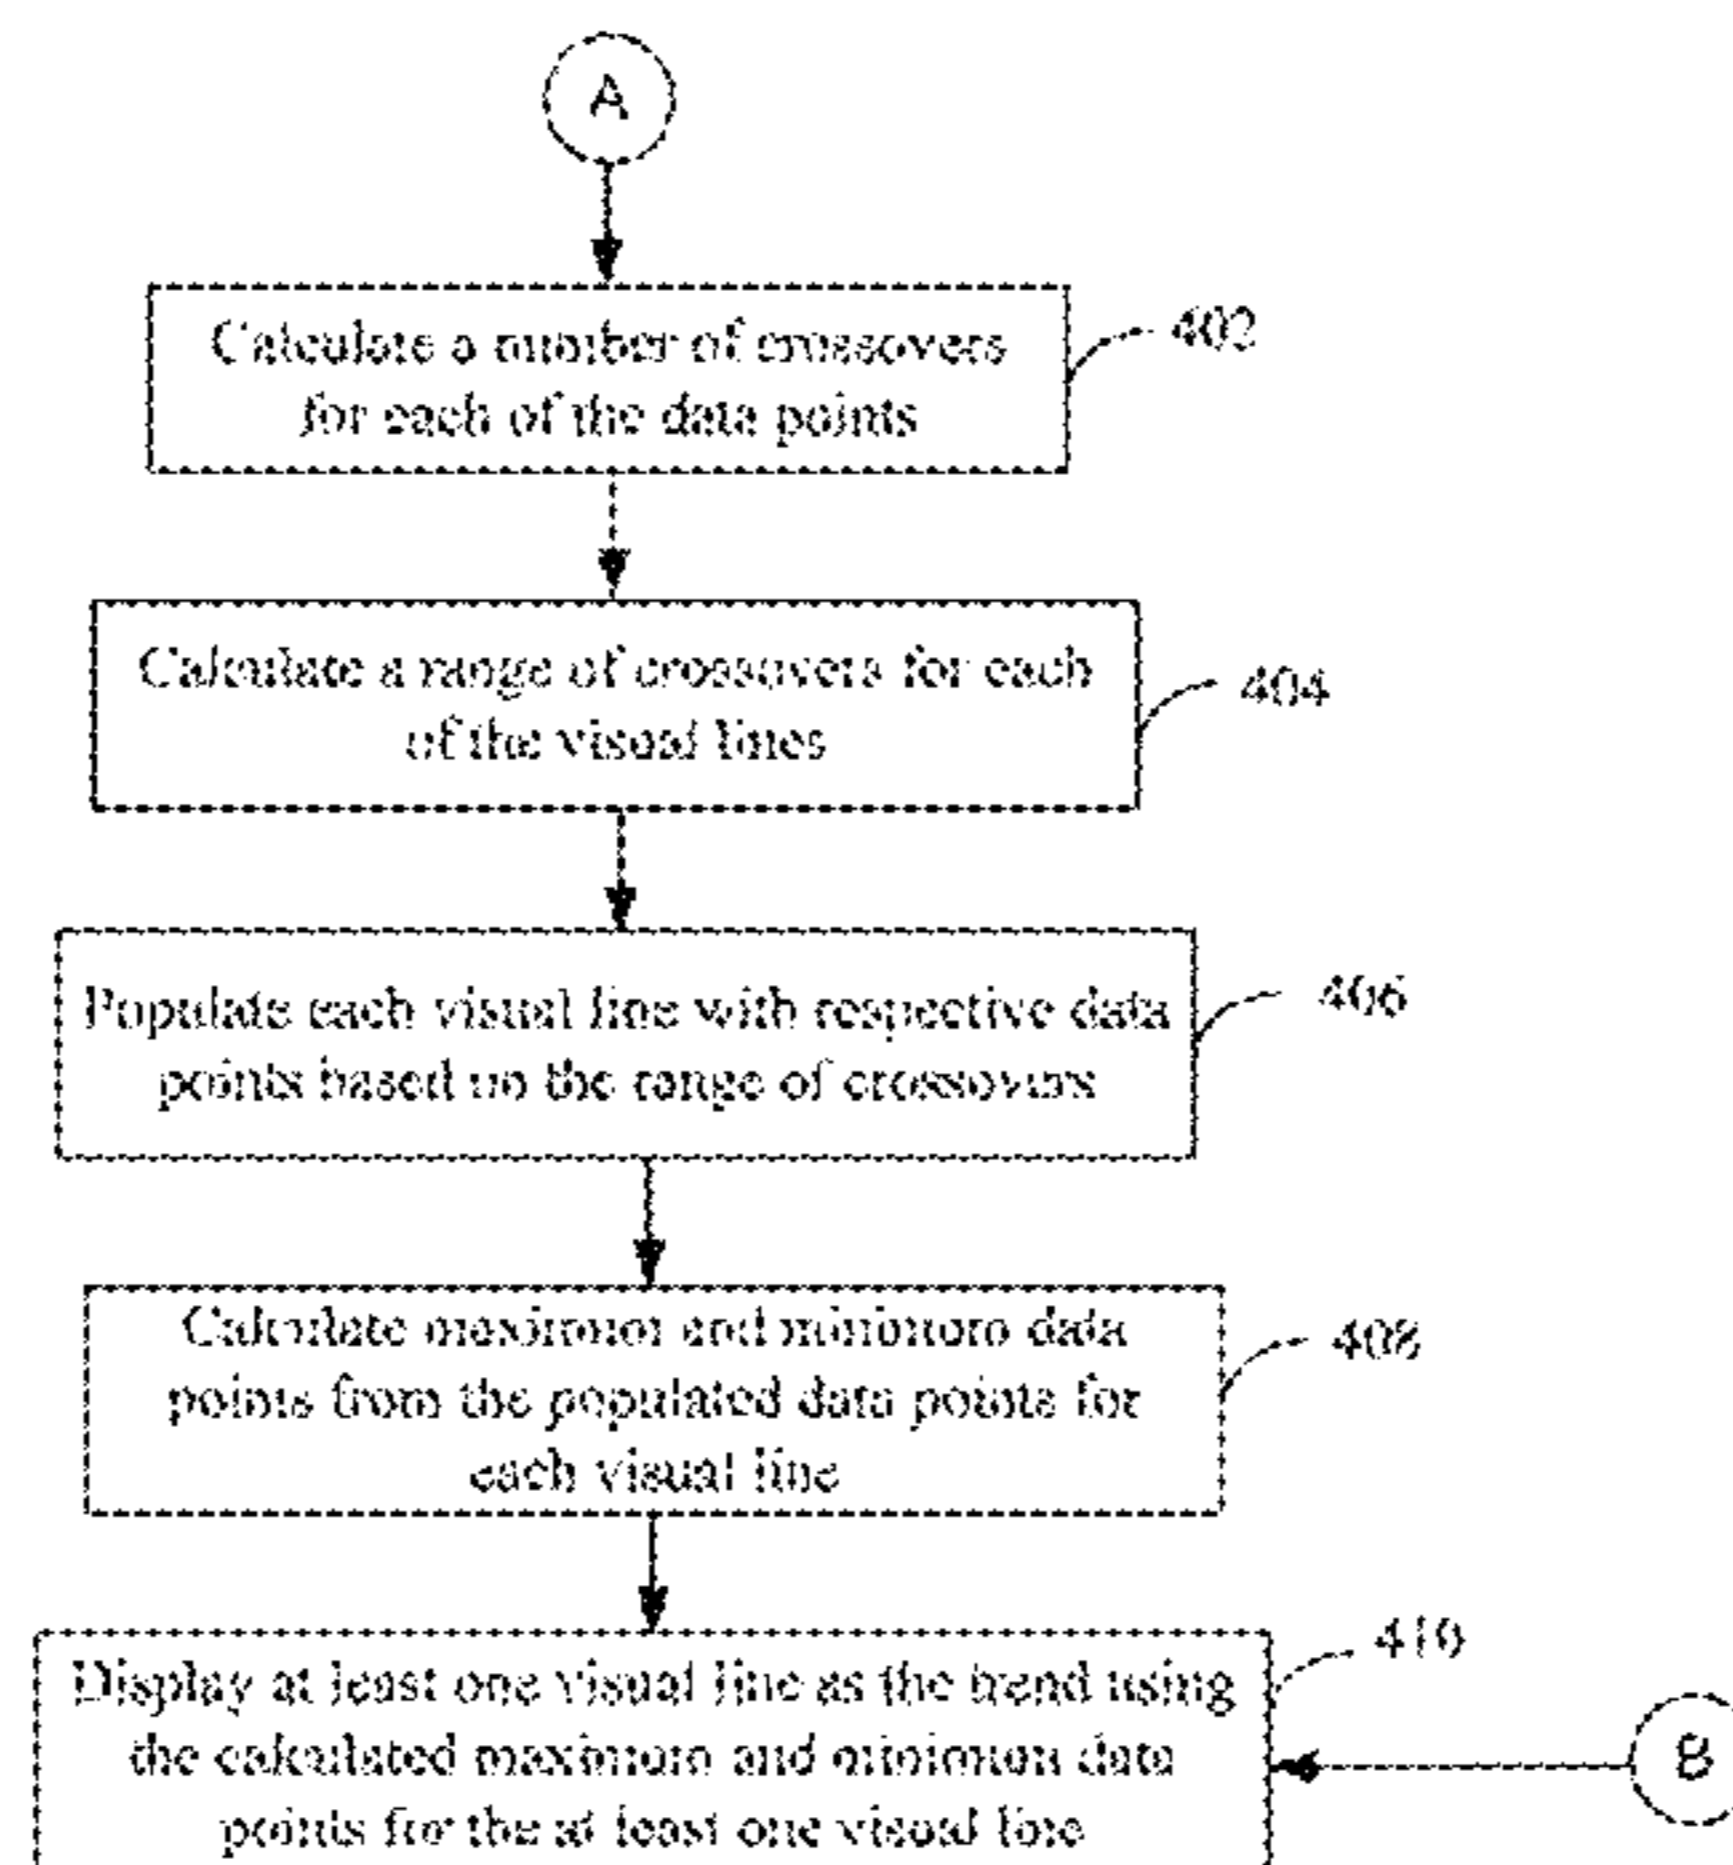 A
Calculate a number of crossovers
for each of the data points
402
Calculate a range of crossovers for each
of the visual lines
404
Populate each visual line with respective data
points based on the range of crossovers
406
Calculate maximum and minimum data
points from the populated data points for
each visual line
408
Display at least one visual line as the trend using
the calculated maximum and minimum data
points for the at least one visual line
410
B